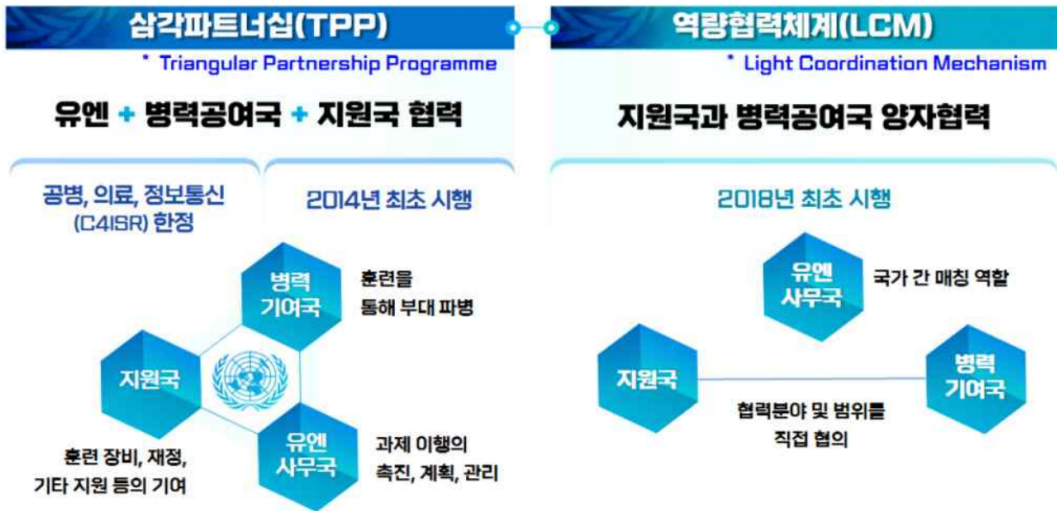 삼각파트너십(TPP)
* Triangular Partnership Programme
유엔 + 병력공여국 + 지원국 협력
공병, 의료, 정보통신
(C4ISR) 한정
2014년 최초 시행
병력
기여국
훈련을
통해 부대 파병
지원국
훈련 장비, 재정,
기타 지원 등의 기여
유엔
사무국
과제 이행의
촉진, 계획, 관리
역량협력체계(LCM)
* Light Coordination Mechanism
지원국과 병력공여국 양자협력
2018년 최초 시행
유엔
사무국
국가 간 매칭 역할
지원국
병력
기여국
협력분야 및 범위를
직접 협의